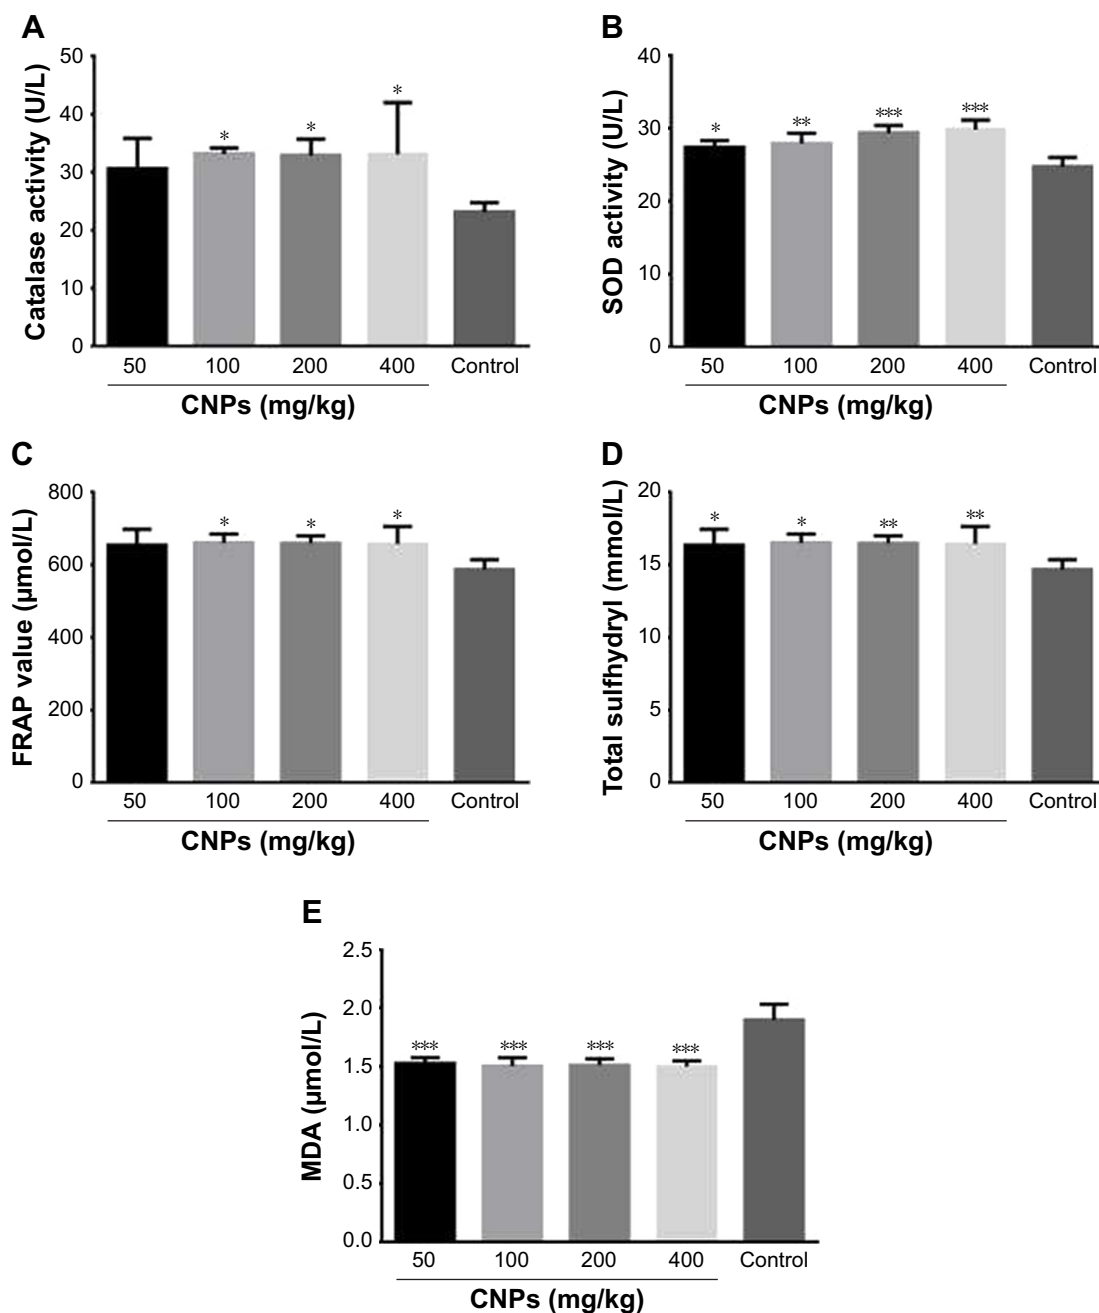 A
Catalase activity (U/L)
50
40
30
20
10
0
*
*
*
50 100 200 400 Control
CNPs (mg/kg)
B
SOD activity (U/L)
40
30
20
10
0
*
**
***
***
50 100 200 400 Control
CNPs (mg/kg)
C
FRAP value (µmol/L)
800
600
400
200
0
*
*
*
50 100 200 400 Control
CNPs (mg/kg)
D
Total sulfhydryl (mmol/L)
20
15
10
5
0
*
*
**
**
50 100 200 400 Control
CNPs (mg/kg)
E
MDA (µmol/L)
2.5
2.0
1.5
1.0
0.5
0.0
***
***
***
***
50 100 200 400 Control
CNPs (mg/kg)